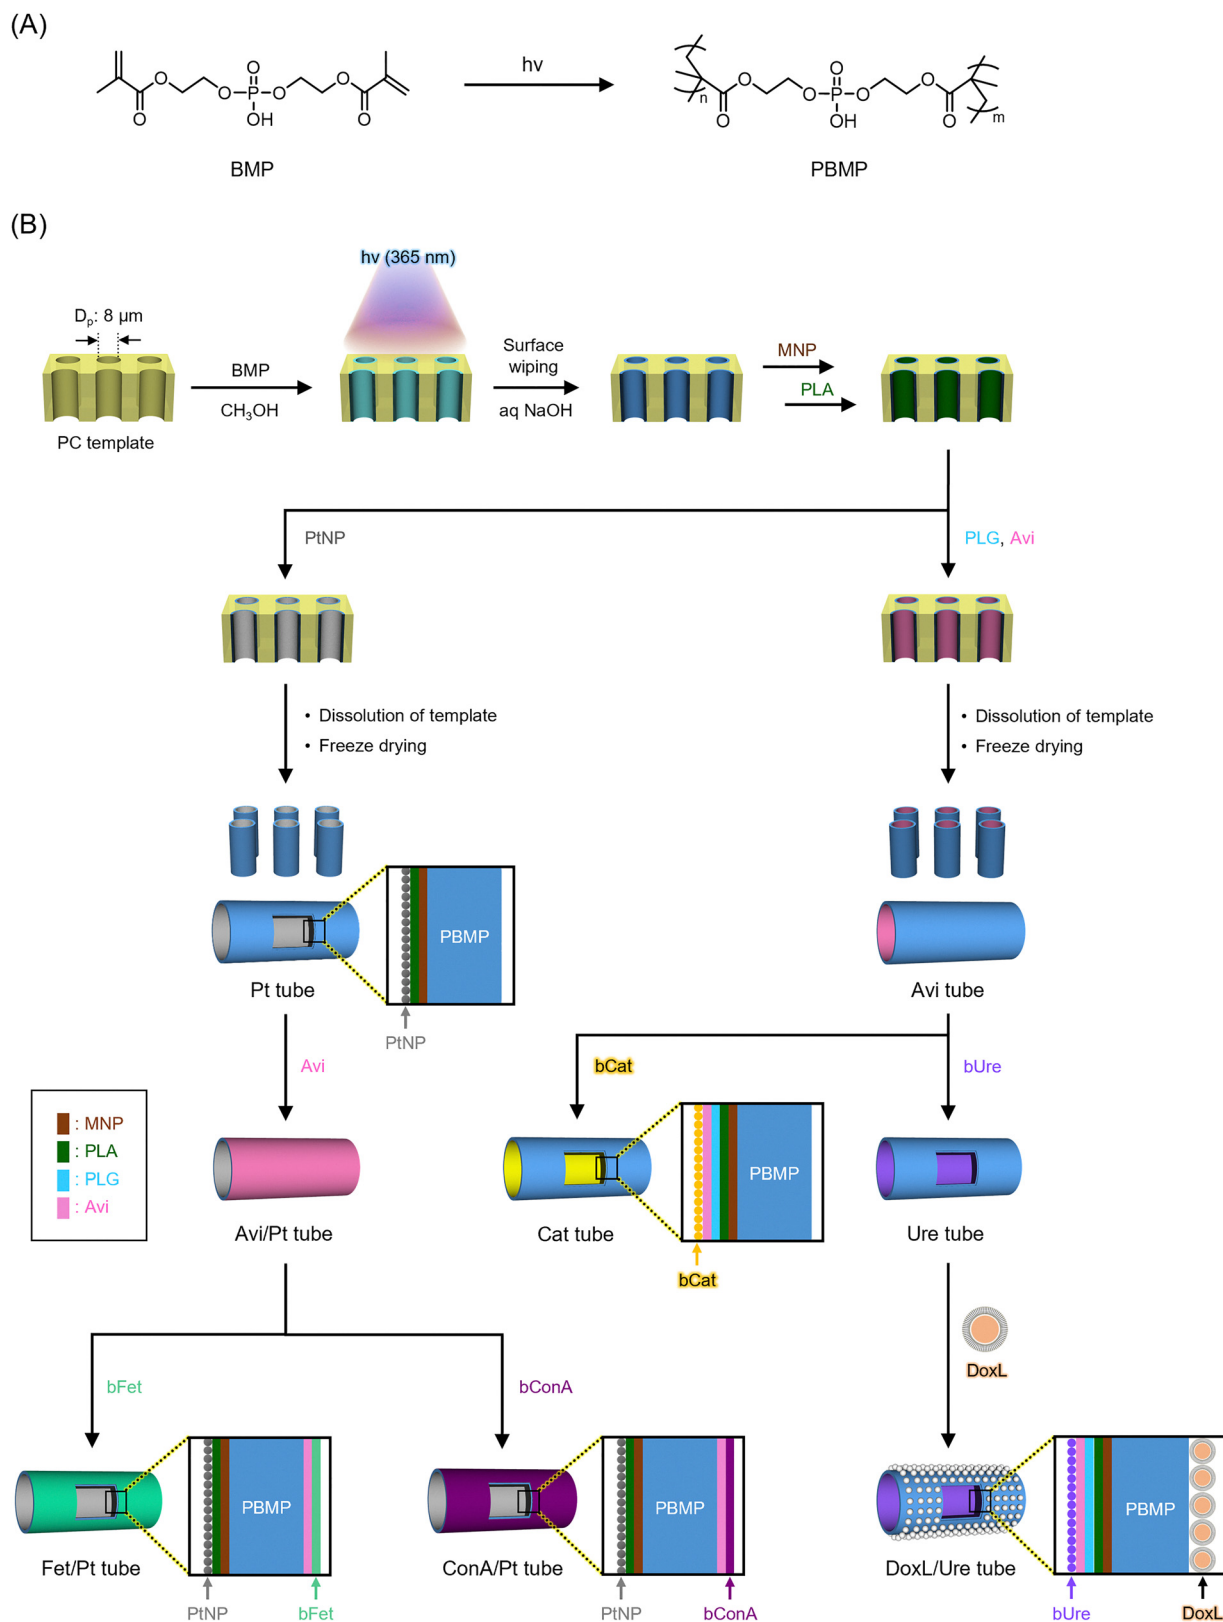 (A)
O
O
P
O
O
O
O
OH
O
BMP
hv
n
O
O
O
P
O
O
OH
O
O
m
PBMP
(B)
hv (365 nm)
Dp: 8 µm
PC template
BMP
CH3OH
Surface
wiping
aq NaOH
MNP
PLA
PtNP
PLG, Avi
• Dissolution of template
• Freeze drying
• Dissolution of template
• Freeze drying
PBMP
Pt tube
PtNP
Avi tube
Avi
bCat
bUre
: MNP
: PLA
: PLG
: Avi
Avi/Pt tube
PBMP
Cat tube
bCat
Ure tube
DoxL
bFet
bConA
PBMP
Fet/Pt tube
PtNP
bFet
PBMP
ConA/Pt tube
PtNP
bConA
PBMP
DoxL/Ure tube
bUre
DoxL